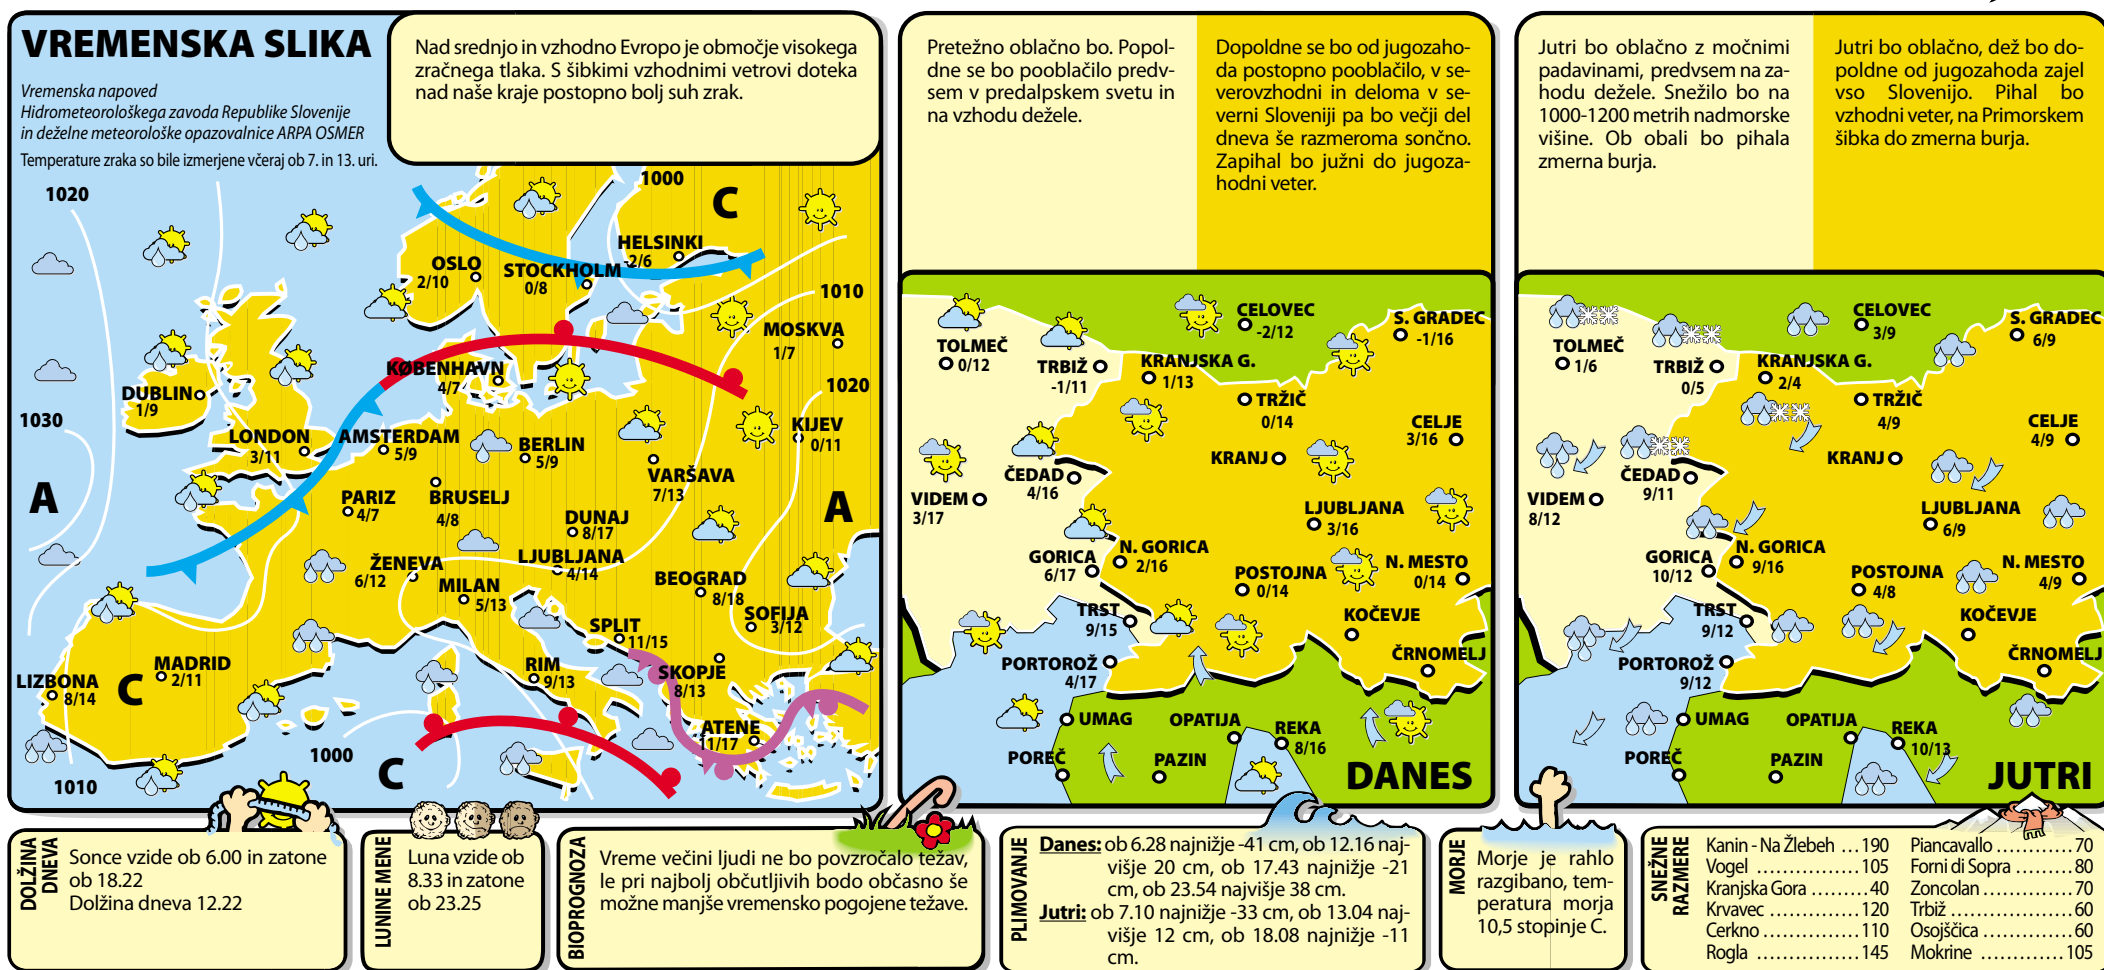 VREMENSKA SLIKA
Vremenska napoved
Hidrometeorološkega zavoda Republike Slovenije
in deželne meteorološke opazovalnice ARPA OSMER
Temperature zraka so bile izmerjene včeraj ob 7. in 13. uri.
Nad srednjo in vzhodno Evropo je območje visokega
zračnega tlaka. S šibkimi vzhodnimi vetrovi doteka
nad naše kraje postopno bolj suh zrak.
1020
1000
C
HELSINKI
-2/6
OSLO
2/10
STOCKHOLM
0/8
1010
MOSKVA
1/7
KØBENHAVN
4/7
1020
DUBLIN
1/9
1030
KIJEV
0/11
LONDON
3/11
AMSTERDAM
5/9
BERLIN
5/9
VARŠAVA
7/13
A
PARIZ
4/7
BRUSELJ
4/8
A
DUNAJ
8/17
ŽENEVA
6/12
LJUBLJANA
4/14
MILAN
5/13
BEOGRAD
8/18
SOFIJA
3/12
SPLIT
11/15
LIZBONA
8/14
C
MADRID
2/11
RIM
9/13
SKOPJE
8/13
ATENE
11/17
1000
C
1010
Pretežno oblačno bo. Popol-
dne se bo pooblačilo predv-
sem v predalpskem svetu in
na vzhodu dežele.
Dopoldne se bo od jugozaho-
da postopno pooblačilo, v se-
verovzhodni in deloma v se-
verni Sloveniji pa bo večji del
dneva še razmeroma sončno.
Zapihal bo južni do jugoza-
hodni veter.
CELOVEC
-2/12
S. GRADEC
-1/16
TOLMEČ
0/12
TRBIŽ
-1/11
KRANJSKA G.
1/13
TRŽIČ
0/14
CELJE
3/16
KRANJ
ČEDAD
4/16
VIDEM
3/17
LJUBLJANA
3/16
GORICA
6/17
N. GORICA
2/16
POSTOJNA
0/14
N. MESTO
0/14
TRST
9/15
KOČEVJE
PORTOROŽ
4/17
ČRNOMELJ
UMAG
OPATIJA
REKA
8/16
POREČ
PAZIN
DANES
Jutri bo oblačno z močnimi
padavinami, predvsem na za-
hodu dežele. Snežilo bo na
1000-1200 metrih nadmorske
višine. Ob obali bo pihala
zmerna burja.
Jutri bo oblačno, dež bo do-
poldne od jugozahoda zajel
vso Slovenijo. Pihal bo
vzhodni veter, na Primorskem
šibka do zmerna burja.
CELOVEC
3/9
S. GRADEC
6/9
TOLMEČ
1/6
TRBIŽ
0/5
KRANJSKA G.
2/4
TRŽIČ
4/9
CELJE
4/9
KRANJ
ČEDAD
9/11
VIDEM
8/12
LJUBLJANA
6/9
GORICA
10/12
N. GORICA
9/16
POSTOJNA
4/8
N. MESTO
4/9
TRST
9/12
KOČEVJE
PORTOROŽ
9/12
ČRNOMELJ
UMAG
OPATIJA
REKA
10/13
POREČ
PAZIN
JUTRI
DOLŽINA
DNEVA
Sonce vzide ob 6.00 in zatone
ob 18.22
Dolžina dneva 12.22
LUNINE MENE
Luna vzide ob
8.33 in zatone
ob 23.25
BIOPROGNOZA
Vreme večini ljudi ne bo povzročalo težav,
le pri najbolj občutljivih bodo občasno še
možne manjše vremensko pogojene težave.
PLIMOVANJE
Danes: ob 6.28 najnižje -41 cm, ob 12.16 naj-
višje 20 cm, ob 17.43 najnižje -21
cm, ob 23.54 najvišje 38 cm.
Jutri: ob 7.10 najnižje -33 cm, ob 13.04 naj-
višje 12 cm, ob 18.08 najnižje -11
cm.
MORJE
Morje je rahlo
razgibano, tem-
peratura morja
10,5 stopinje C.
SNEŽNE
RAZMERE
Kanin - Na Žlebeh ...190
Vogel ....................105
Kranjska Gora .........40
Krvavec ................120
Cerkno .................110
Rogla ..................145
Piancavallo ............70
Forni di Sopra .........80
Zoncolan ...............70
Trbiž .....................60
Osojščica ...............60
Mokrine ...............105